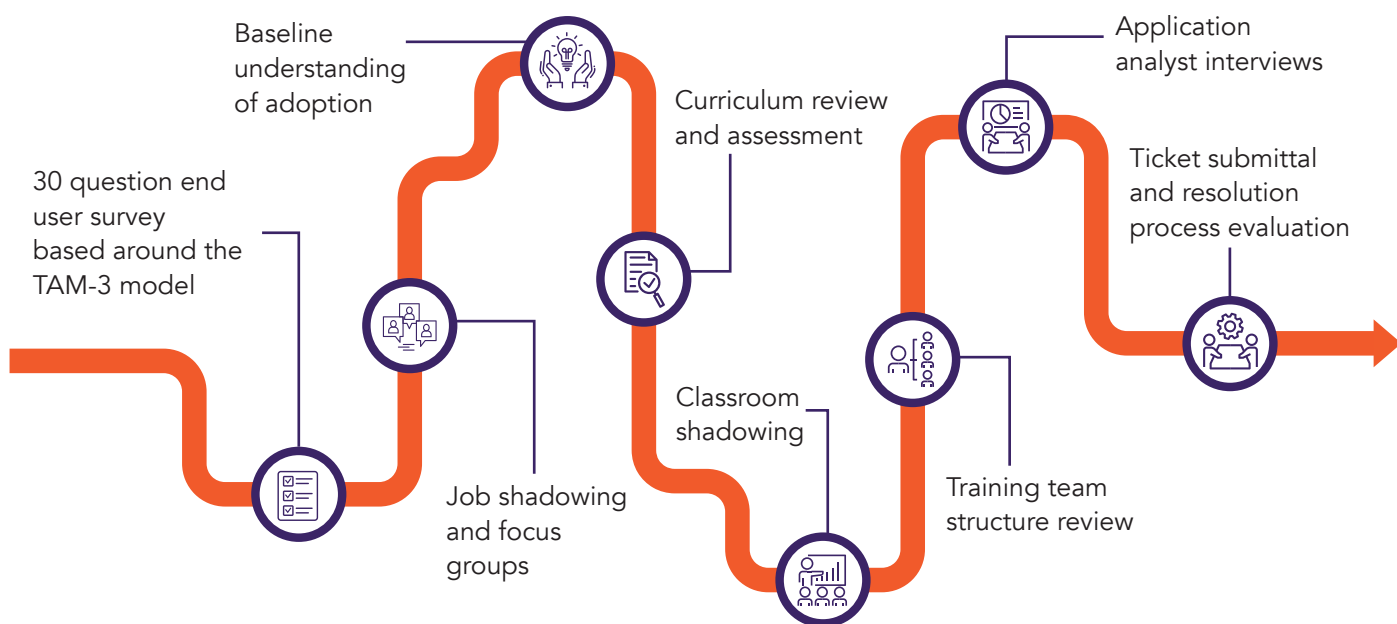 30 question end
user survey
based around the
TAM-3 model
Job shadowing
and focus
groups
Baseline
understanding
of adoption
Curriculum review
and assessment
Classroom
shadowing
Training team
structure review
Application
analyst interviews
Ticket submittal
and resolution
process evaluation